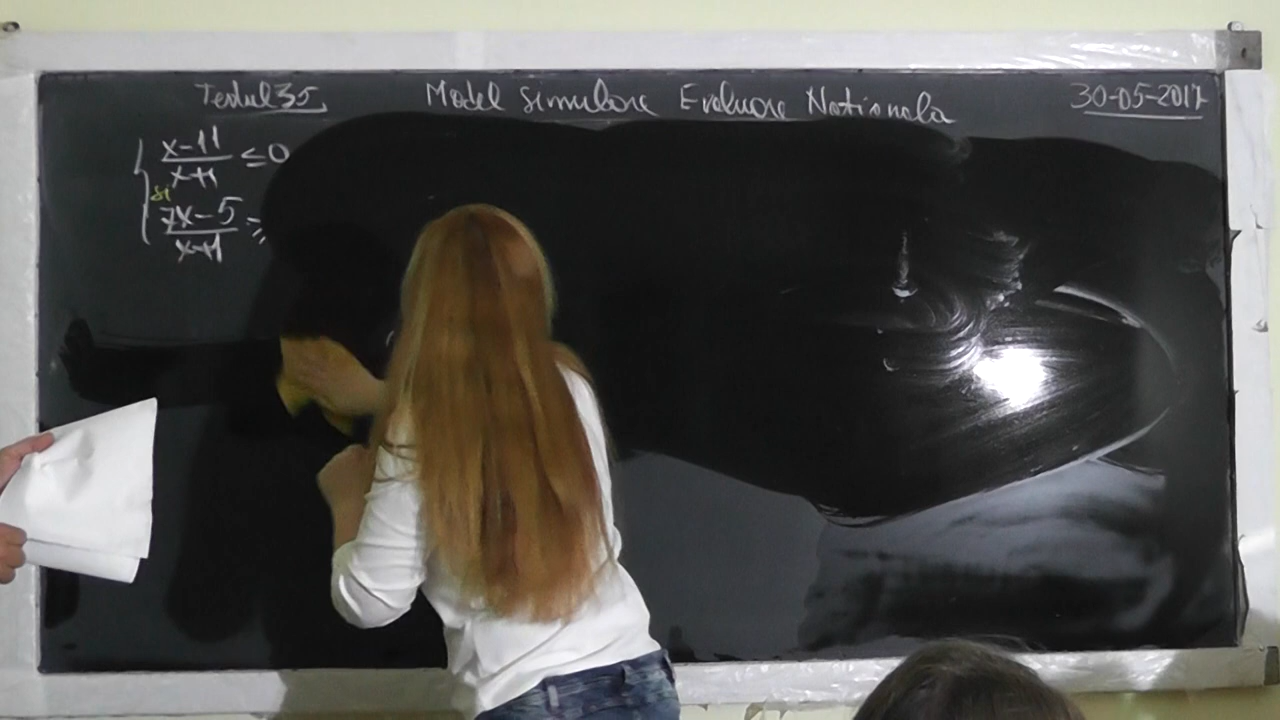 Testul 35 Model Simulare Evaluare Nationala 30-05-2017
x-11
/x+1 ≤0
si
7x-5
/x+1